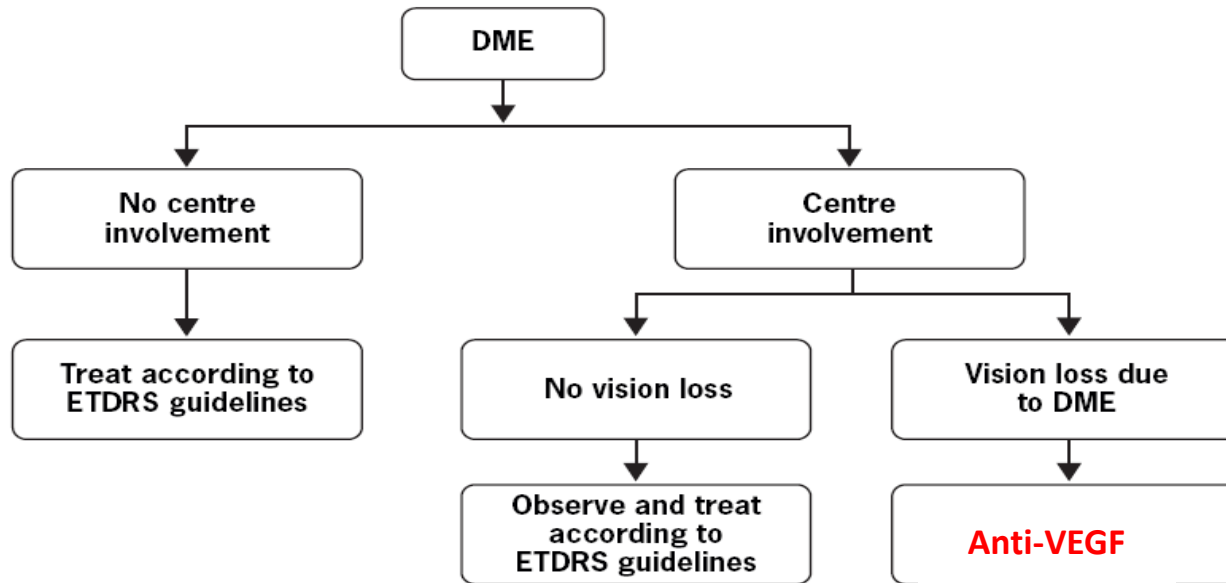 DME
No centre
involvement
Centre
involvement
Treat according to
ETDRS guidelines
No vision loss
Vision loss due
to DME
Observe and treat
according to
ETDRS guidelines
Anti-VEGF